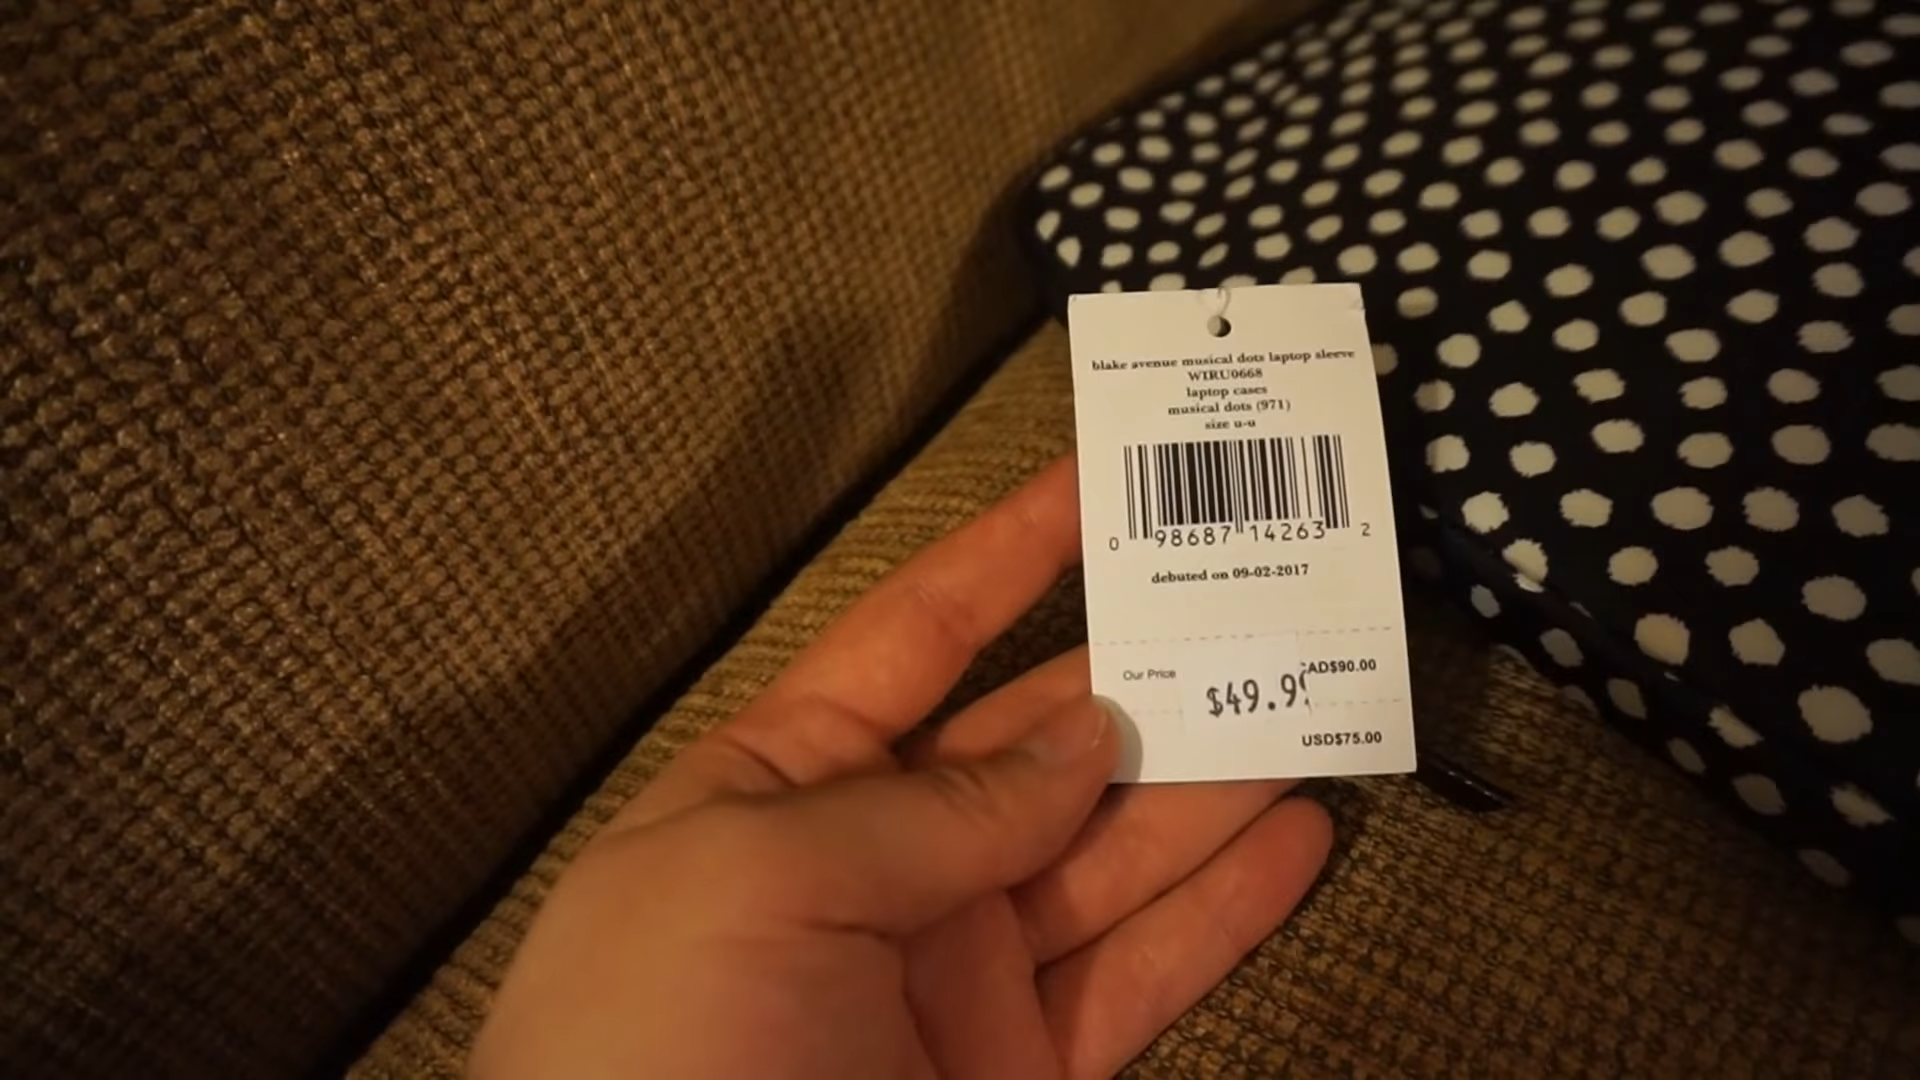 blake avenue musical dots laptop sleeve
WIRU0668
laptop cases
musical dots (971)
size u-u
0 98687 14263 2
debuted on 09-02-2017
Our Price
$49.9
AD$90.00
USD$75.00